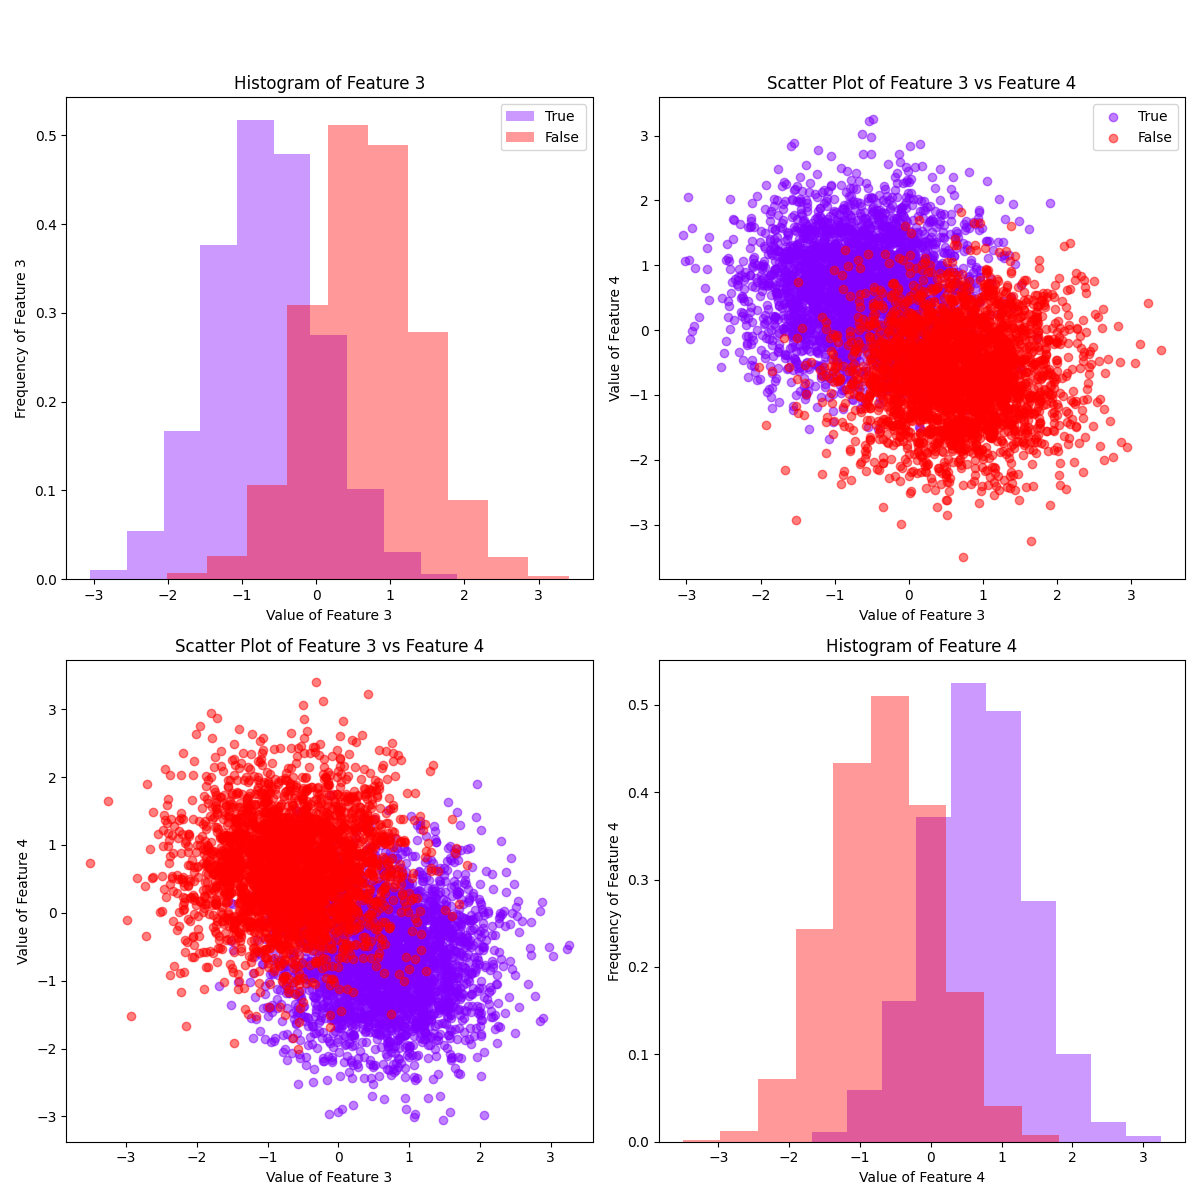 Histogram of Feature 3
True
False
Frequency of Feature 3
0.5
0.4
0.3
0.2
0.1
0.0
−3 −2 −1 0 1 2 3
Value of Feature 3
Scatter Plot of Feature 3 vs Feature 4
True
False
Value of Feature 4
3
2
1
0
−1
−2
−3
−3 −2 −1 0 1 2 3
Value of Feature 3
Scatter Plot of Feature 3 vs Feature 4
Value of Feature 4
3
2
1
0
−1
−2
−3
−3 −2 −1 0 1 2 3
Value of Feature 3
Histogram of Feature 4
Frequency of Feature 4
0.5
0.4
0.3
0.2
0.1
0.0
−3 −2 −1 0 1 2 3
Value of Feature 4